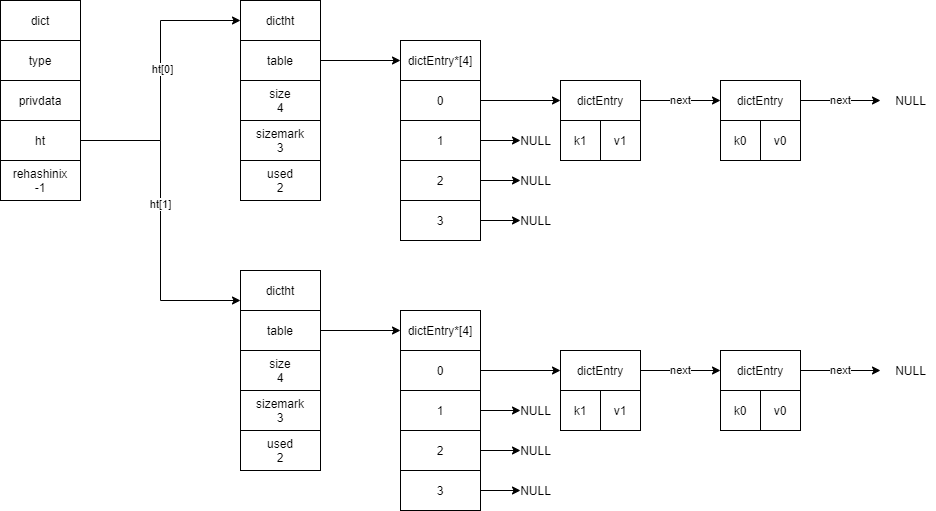 dict
type
privdata
ht
rehashinix
-1
ht[0]
ht[1]
dictht
table
size
4
sizemark
3
used
2
dictEntry*[4]
0
1
2
3
NULL
NULL
NULL
dictEntry
k1 v1
next
dictEntry
k0 v0
next
NULL
dictht
table
size
4
sizemark
3
used
2
dictEntry*[4]
0
1
2
3
NULL
NULL
NULL
dictEntry
k1 v1
next
dictEntry
k0 v0
next
NULL